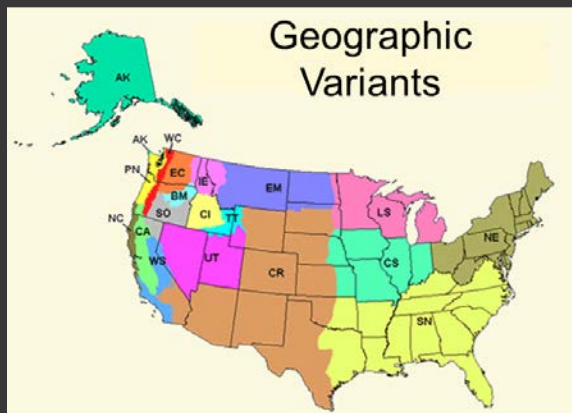 Geographic
Variants
AK
AK
WC
PN
EC
IE
EM
BM
LS
NC
SO
CI
TT
NE
CA
CS
WS
UT
CR
SN